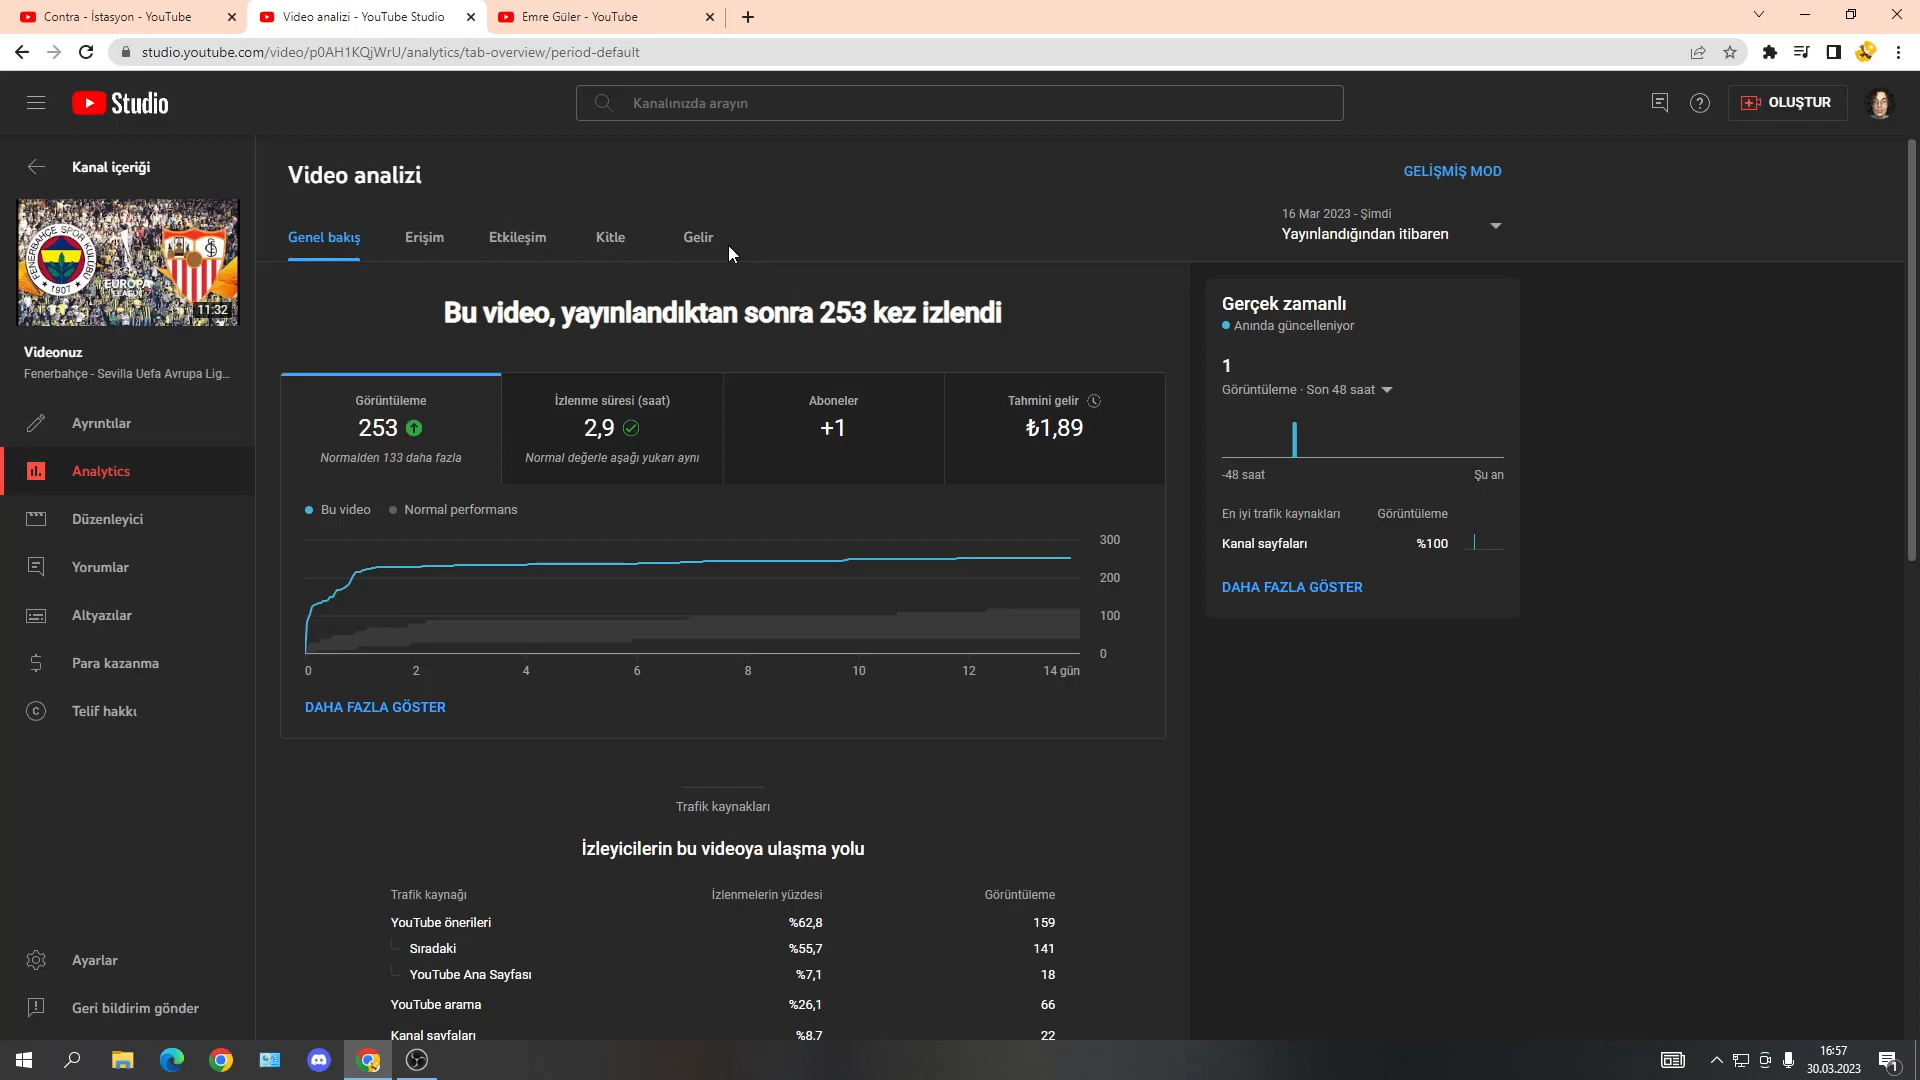 Contra - İstasyon - YouTube
Video analizi - YouTube Studio
Emre Güler - YouTube
studio.youtube.com/video/p0AH1KQjWrU/analytics/tab-overview/period-default
Studio
Kanalınızda arayın
OLUŞTUR
Kanal içeriği
FENERBAHÇE SPOR KULÜBÜ
1907
EUROPA
LEAGUE
11:32
Videonuz
Fenerbahçe - Sevilla Uefa Avrupa Lig...
Ayrıntılar
Analytics
Düzenleyici
Yorumlar
Altyazılar
Para kazanma
Telif hakkı
Ayarlar
Geri bildirim gönder
Video analizi
GELİŞMİŞ MOD
Genel bakış
Erişim
Etkileşim
Kitle
Gelir
16 Mar 2023 - Şimdi
Yayınlandığından itibaren
Bu video, yayınlandıktan sonra 253 kez izlendi
Görüntüleme
253
Normalden 133 daha fazla
İzlenme süresi (saat)
2,9
Normal değerle aşağı yukarı aynı
Aboneler
+1
Tahmini gelir
₺1,89
Bu video
Normal performans
300
200
100
0
0 2 4 6 8 10 12 14 gün
DAHA FAZLA GÖSTER
Trafik kaynakları
İzleyicilerin bu videoya ulaşma yolu
Trafik kaynağı İzlenmelerin yüzdesi Görüntüleme
YouTube önerileri %62,8 159
Sıradaki %55,7 141
YouTube Ana Sayfası %7,1 18
YouTube arama %26,1 66
Kanal sayfaları %8,7 22
Gerçek zamanlı
Anında güncelleniyor
1
Görüntüleme · Son 48 saat
-48 saat Şu an
En iyi trafik kaynakları Görüntüleme
Kanal sayfaları %100
DAHA FAZLA GÖSTER
16:57
30.03.2023
1